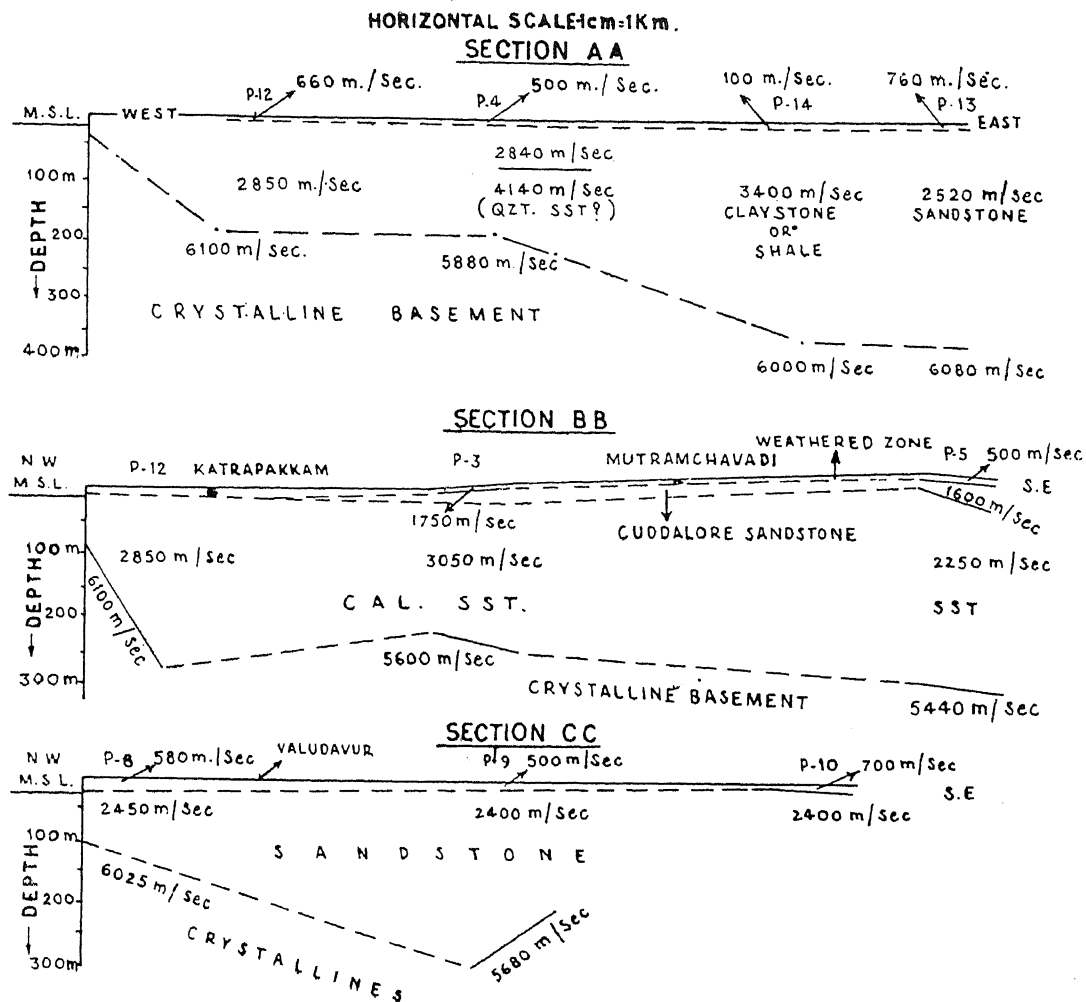 HORIZONTAL SCALE-1cm=1Km.
SECTION AA
P-12 660 m./Sec. P.4 500 m/Sec. 100 m./Sec. P-14 760 m/Sec. P-13
M.S.L. WEST EAST
2840 m/Sec
100m 2850 m./Sec 4140 m/Sec 3400 m/Sec 2520 m/Sec
(QZT. SST?) CLAYSTONE SANDSTONE
OR
SHALE
DEPTH
200
6100 m/Sec. 5880 m./Sec
300
CRYSTALLINE BASEMENT
400m
6000 m/Sec 6080 m/Sec
SECTION BB
NW P-12 KATRAPAKKAM P-3 MUTRAMCHAVADI WEATHERED ZONE P-5 500 m/Sec
M.S.L. S.E
1750 m/Sec CUDDALORE SANDSTONE 1600 m/Sec
100m 2850 m/Sec 3050 m/Sec 2250 m/Sec
6100 m/Sec CAL. SST. SST
DEPTH
200
5600 m/Sec
300m CRYSTALLINE BASEMENT
5440 m/Sec
SECTION CC
NW P-8 580 m./Sec VALUDAVUR P-9 500 m/Sec P-10 700 m/Sec
M.S.L. S.E
2450 m/Sec 2400 m/Sec 2400 m/Sec
100m SANDSTONE
6025 m/Sec
DEPTH
200
5680 m/Sec
CRYSTALLINES
300m